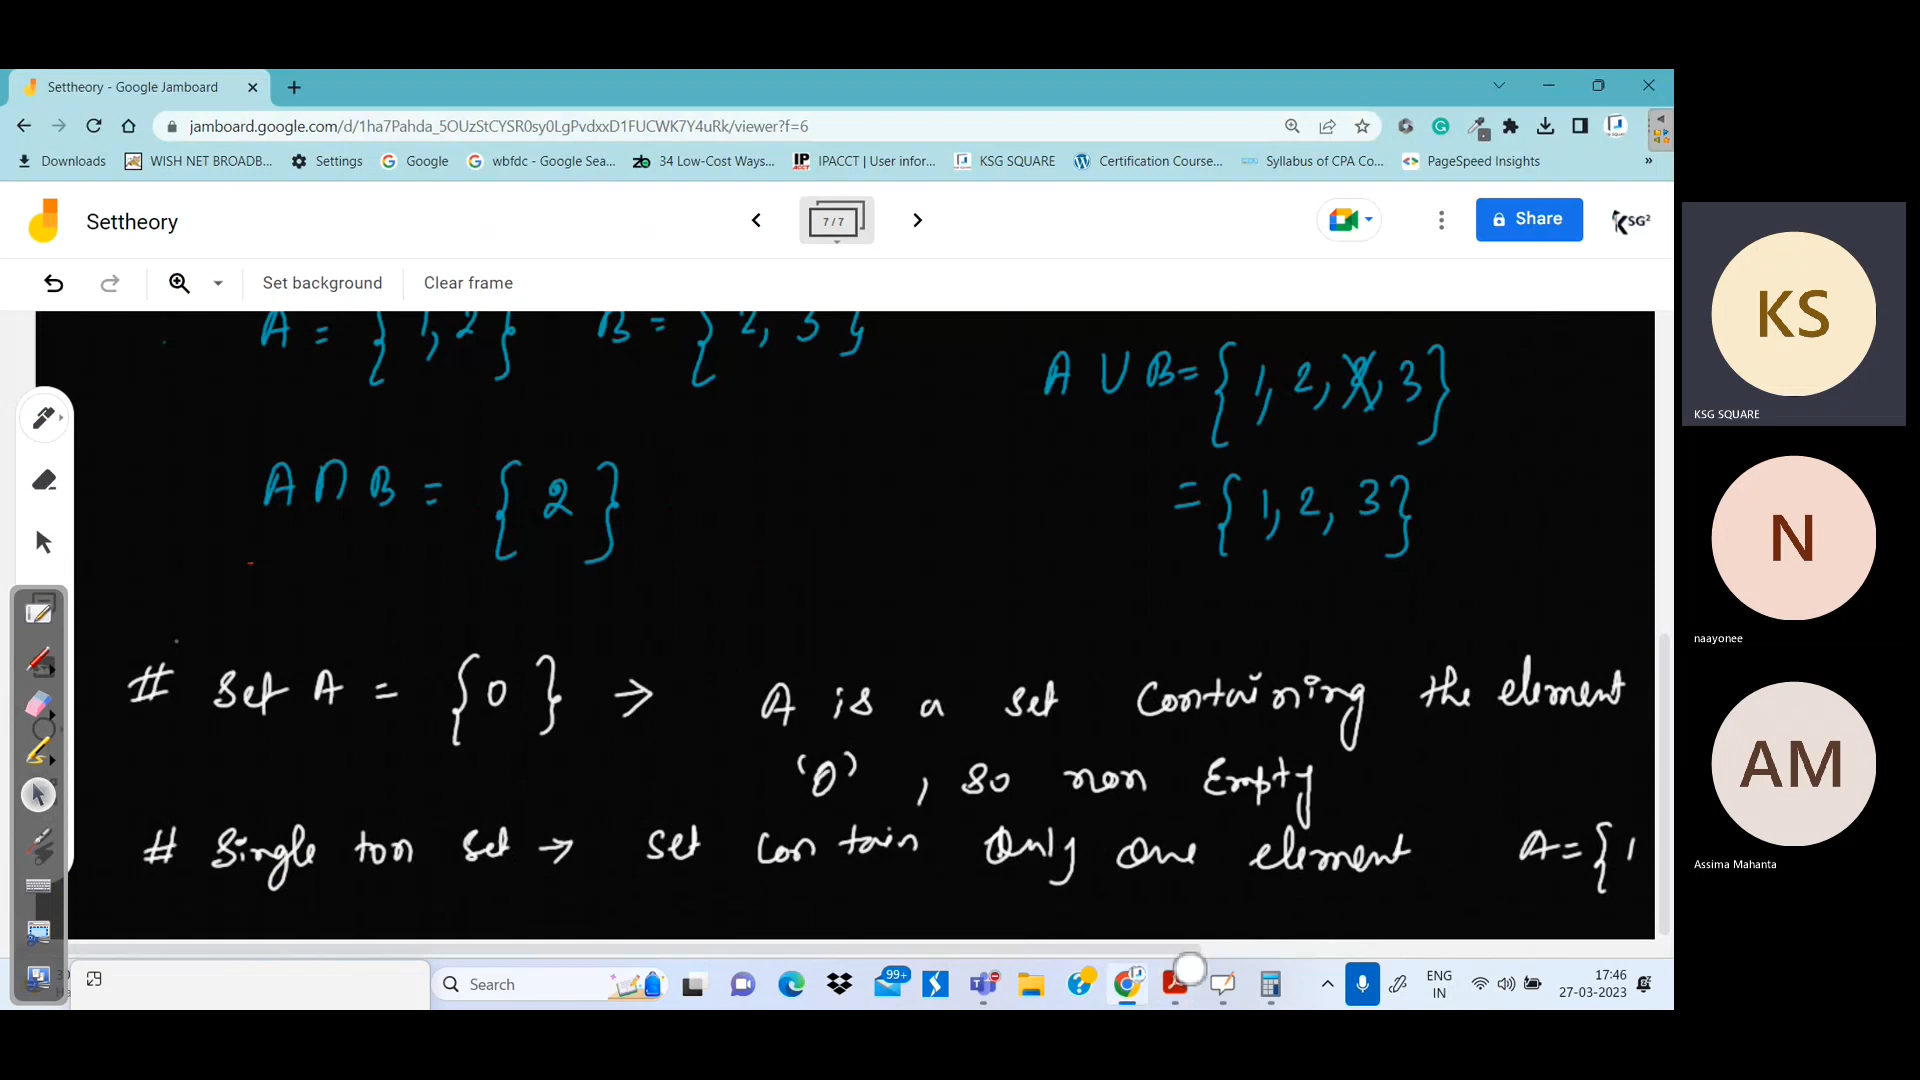 Settheory - Google Jamboard
jamboard.google.com/d/1ha7Pahda_5OUzStCYSR0sy0LgPvdxxD1FUCWK7Y4uRk/viewer?f=6
Downloads WISH NET BROADB... Settings Google wbfdc - Google Sea... 34 Low-Cost Ways... IPACCT | User infor... KSG SQUARE Certification Course... Syllabus of CPA Co... PageSpeed Insights »
Settheory 7 / 7 Share KSG²
Set background Clear frame
A = {1, 2} B = {2, 3}
A ∪ B = {1, 2, 2, 3}
A ∩ B = {2}
= {1, 2, 3}
# Set A = {0} → A is a set containing the element
'0', so non Empty
# Single ton set → set contain Only one element A = {1
KS
KSG SQUARE
N
naayonee
AM
Assima Mahanta
Search 99+ ENG IN 17:46 27-03-2023